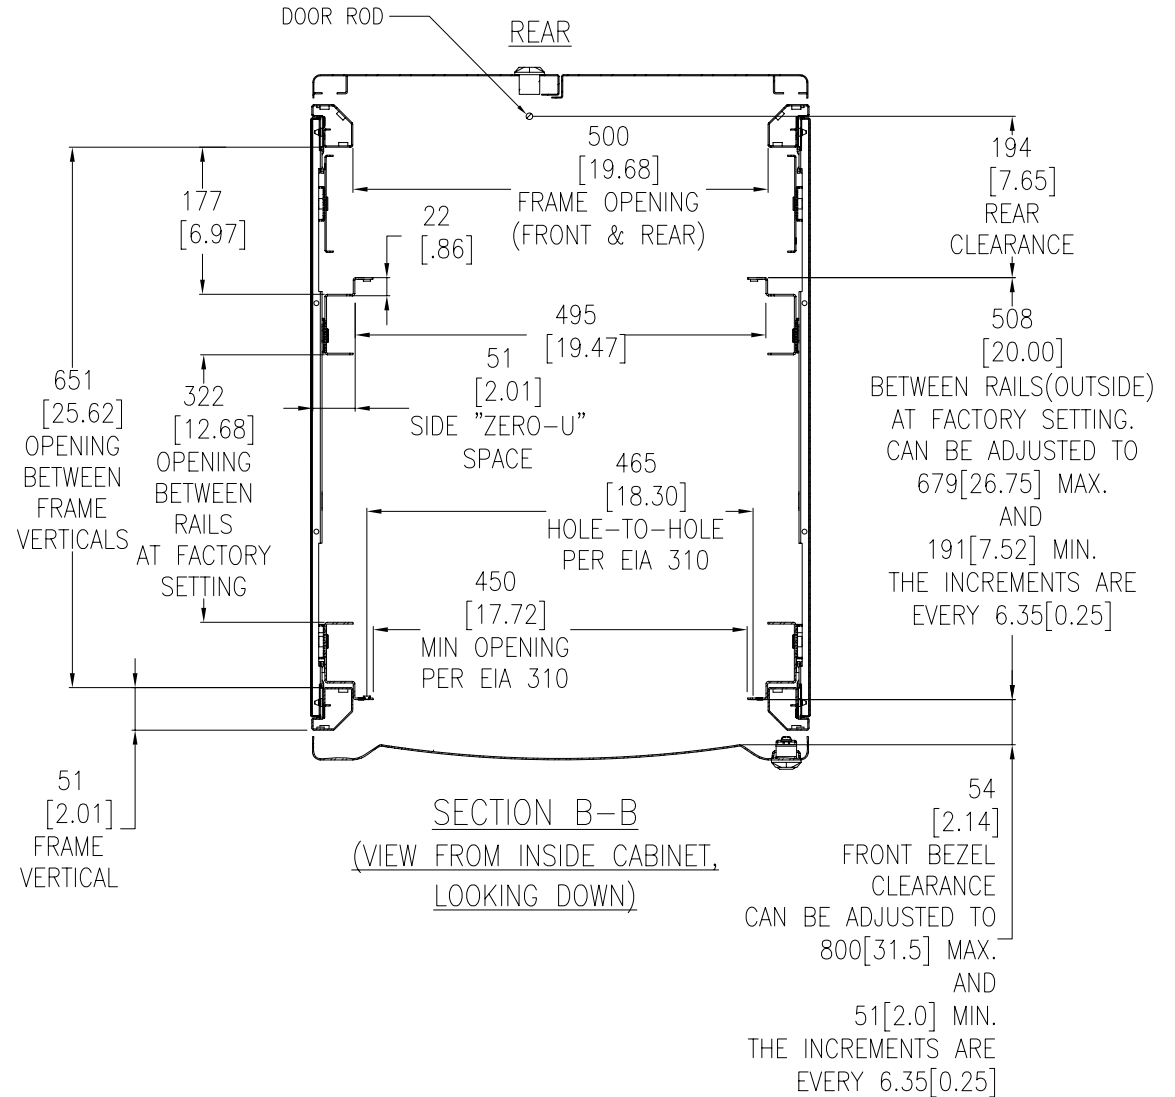 DOOR ROD
REAR
500
[19.68]
FRAME OPENING
(FRONT & REAR)
194
[7.65]
REAR
CLEARANCE
177
[6.97]
22
[.86]
495
[19.47]
508
[20.00]
BETWEEN RAILS(OUTSIDE)
AT FACTORY SETTING.
CAN BE ADJUSTED TO
679[26.75] MAX.
AND
191[7.52] MIN.
THE INCREMENTS ARE
EVERY 6.35[0.25]
651
[25.62]
OPENING
BETWEEN
FRAME
VERTICALS
322
[12.68]
OPENING
BETWEEN
RAILS
AT FACTORY
SETTING
51
[2.01]
SIDE "ZERO-U"
SPACE
465
[18.30]
HOLE-TO-HOLE
PER EIA 310
450
[17.72]
MIN OPENING
PER EIA 310
51
[2.01]
FRAME
VERTICAL
SECTION B-B
(VIEW FROM INSIDE CABINET,
LOOKING DOWN)
54
[2.14]
FRONT BEZEL
CLEARANCE
CAN BE ADJUSTED TO
800[31.5] MAX.
AND
51[2.0] MIN.
THE INCREMENTS ARE
EVERY 6.35[0.25]